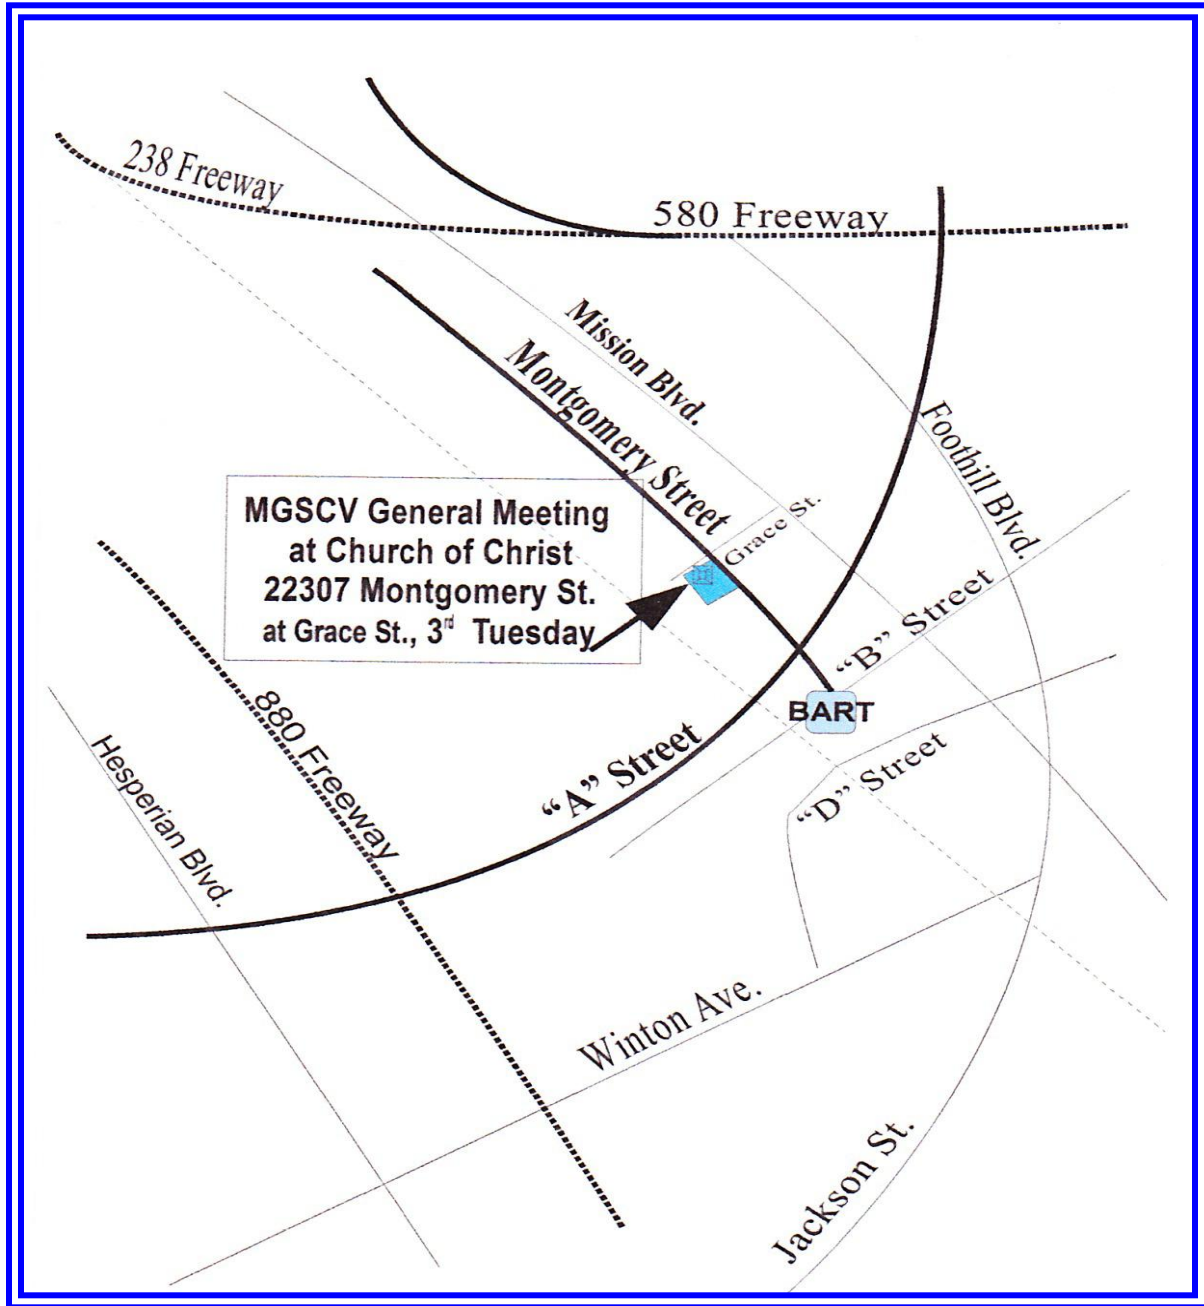 238 Freeway
580 Freeway
Mission Blvd.
Montgomery Street
Foothill Blvd.
Grace St.
MGSCV General Meeting
at Church of Christ
22307 Montgomery St.
at Grace St., 3rd Tuesday
“B” Street
BART
880 Freeway
“A” Street
“D” Street
Hesperian Blvd.
Winton Ave.
Jackson St.